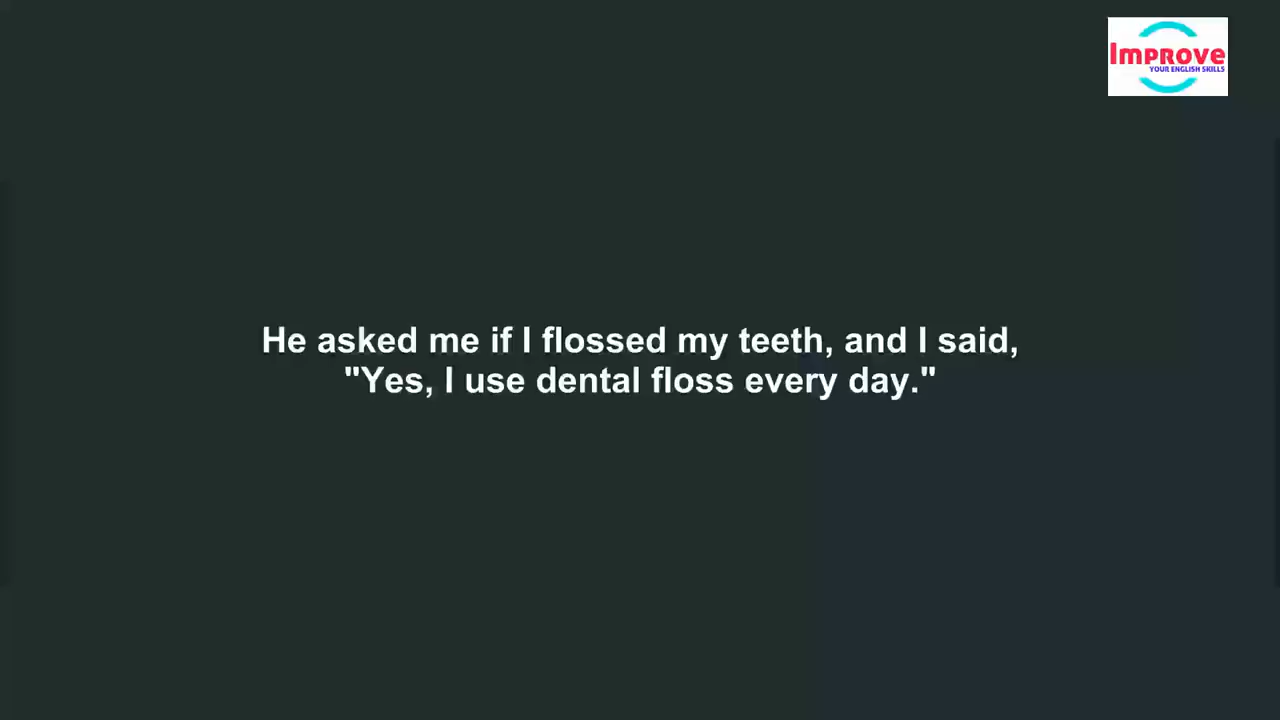 Improve
YOUR ENGLISH SKILLS
He asked me if I flossed my teeth, and I said,
"Yes, I use dental floss every day."